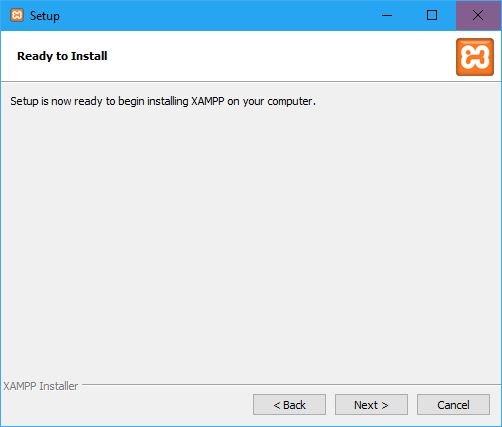 Setup
Ready to Install
Setup is now ready to begin installing XAMPP on your computer.
XAMPP Installer
< Back Next > Cancel